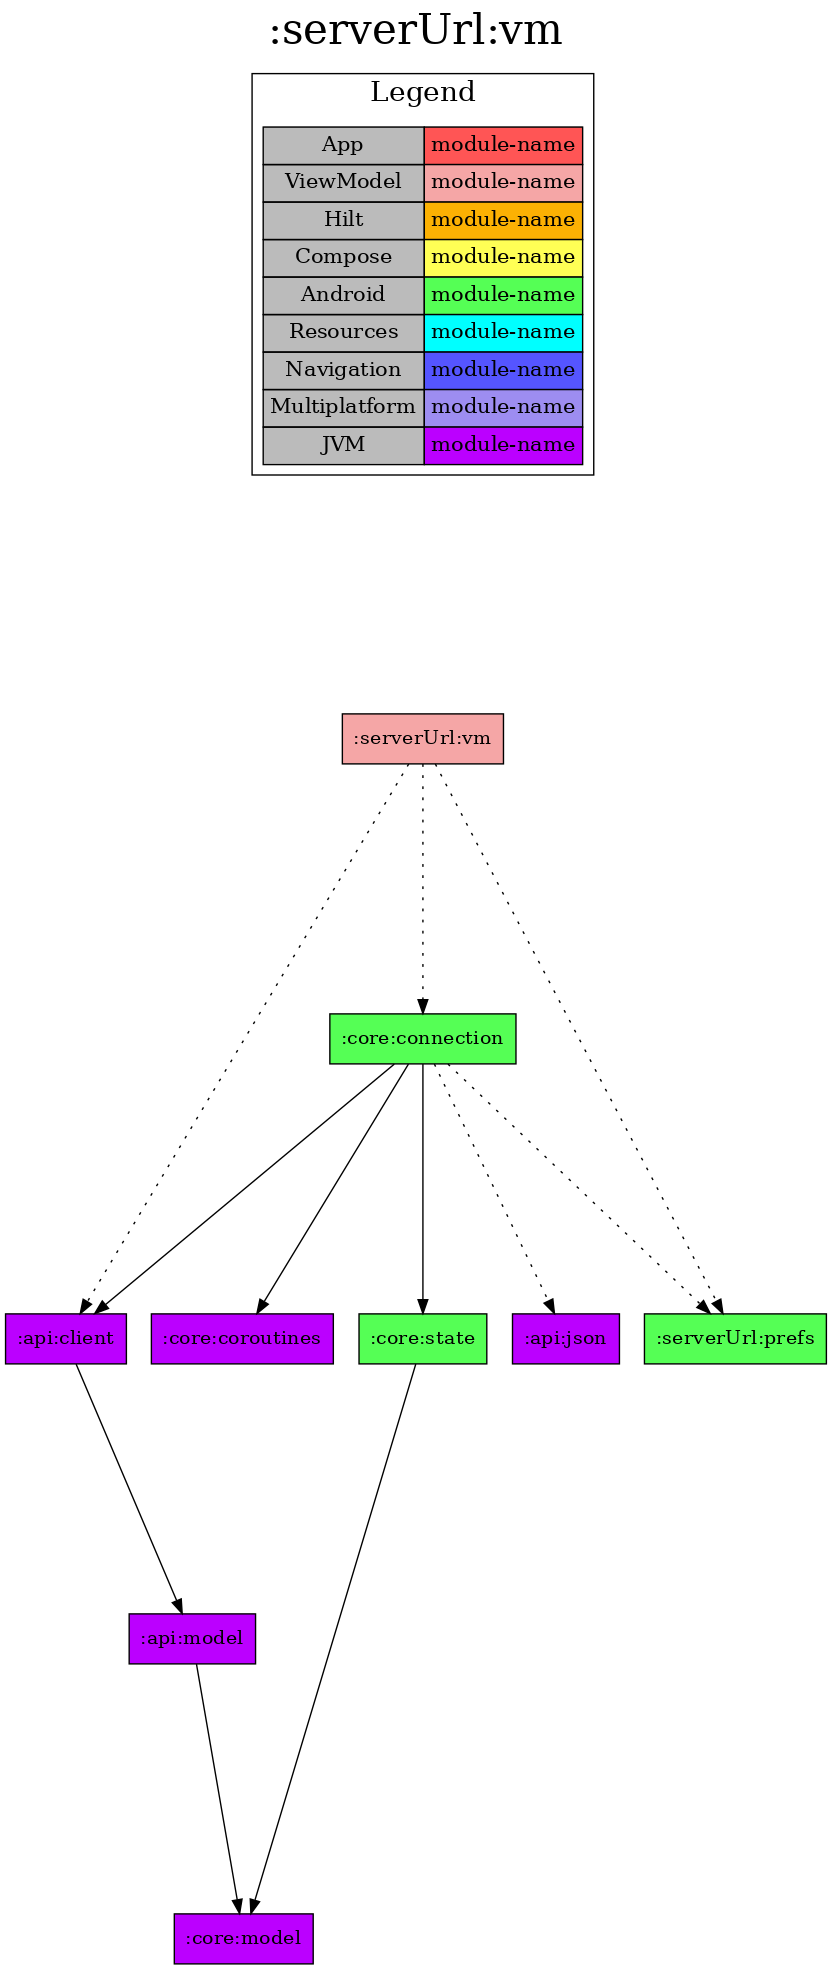 :serverUrl:vm
Legend
App module-name
ViewModel module-name
Hilt module-name
Compose module-name
Android module-name
Resources module-name
Navigation module-name
Multiplatform module-name
JVM module-name
:serverUrl:vm
:core:connection
:api:client :core:coroutines :core:state :api:json :serverUrl:prefs
:api:model
:core:model